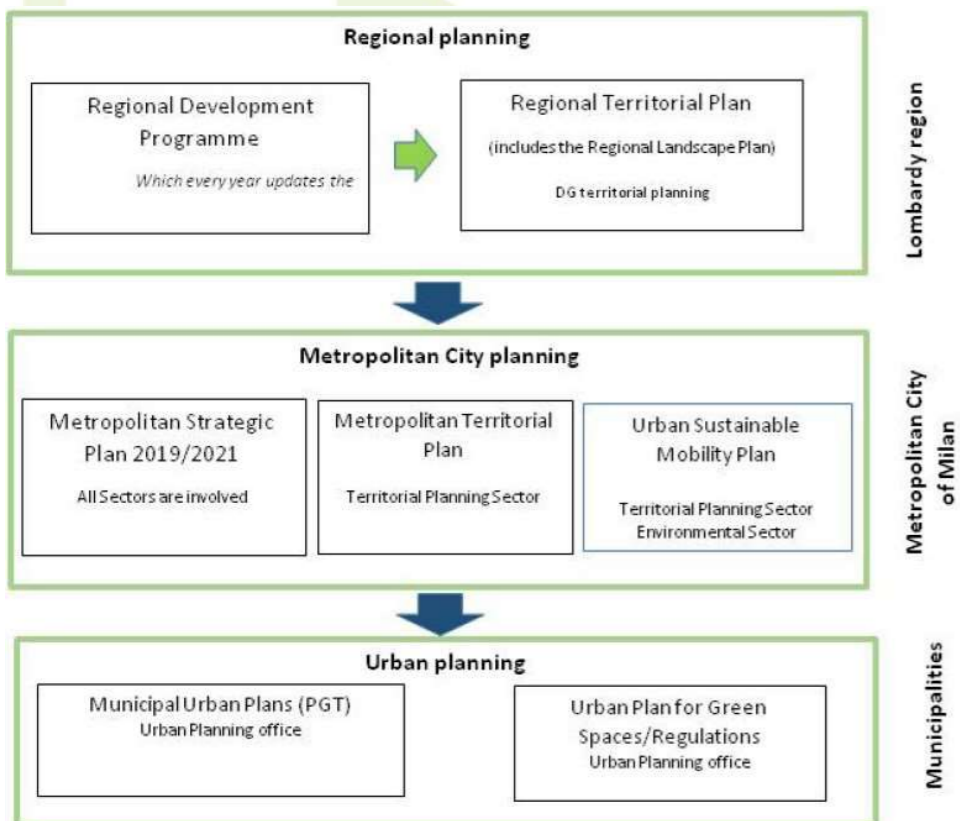 Regional planning
Regional Development
Programme
Which every year updates the
Regional Territorial Plan
(includes the Regional Landscape Plan)
DG territorial planning
Lombardy region
Metropolitan City planning
Metropolitan Strategic
Plan 2019/2021
All Sectors are involved
Metropolitan Territorial
Plan
Territorial Planning Sector
Urban Sustainable
Mobility Plan
Territorial Planning Sector
Environmental Sector
Metropolitan City
of Milan
Urban planning
Municipal Urban Plans (PGT)
Urban Planning office
Urban Plan for Green
Spaces/Regulations
Urban Planning office
Municipalities